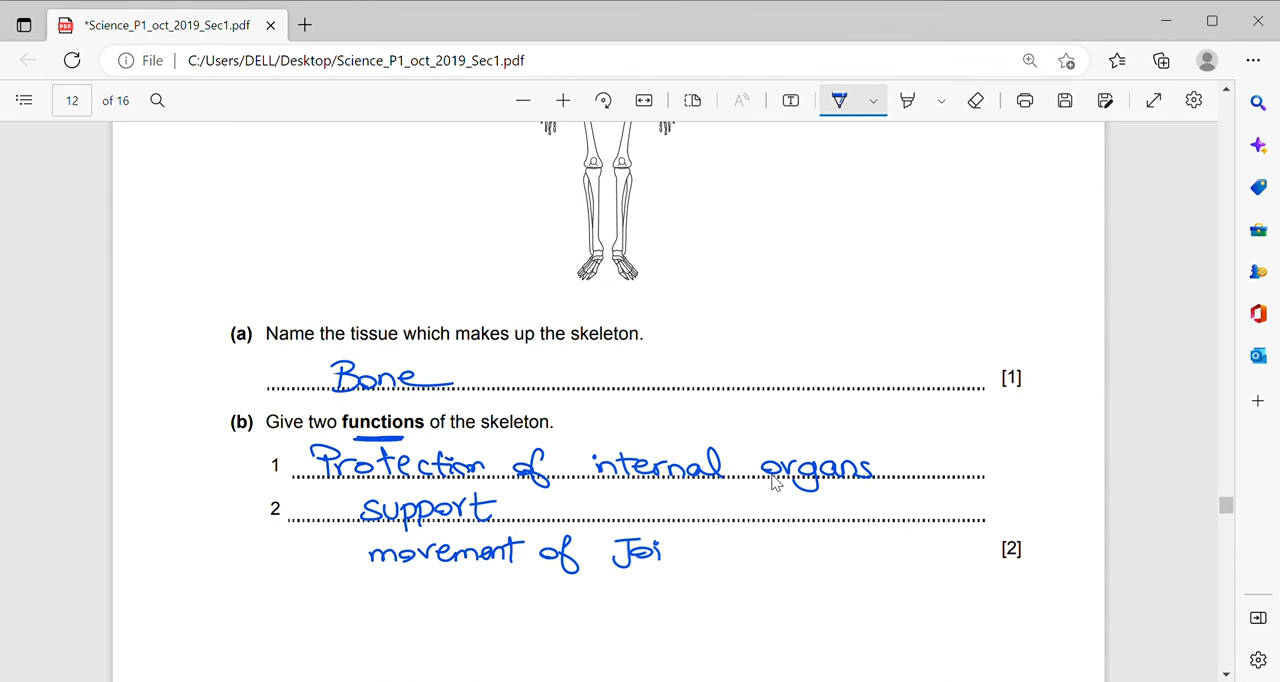 *Science_P1_oct_2019_Sec1.pdf
File C:/Users/DELL/Desktop/Science_P1_oct_2019_Sec1.pdf
12 of 16
(a) Name the tissue which makes up the skeleton.
Bone [1]
(b) Give two functions of the skeleton.
1 Protection of internal organs
2 support
movement of Joi [2]